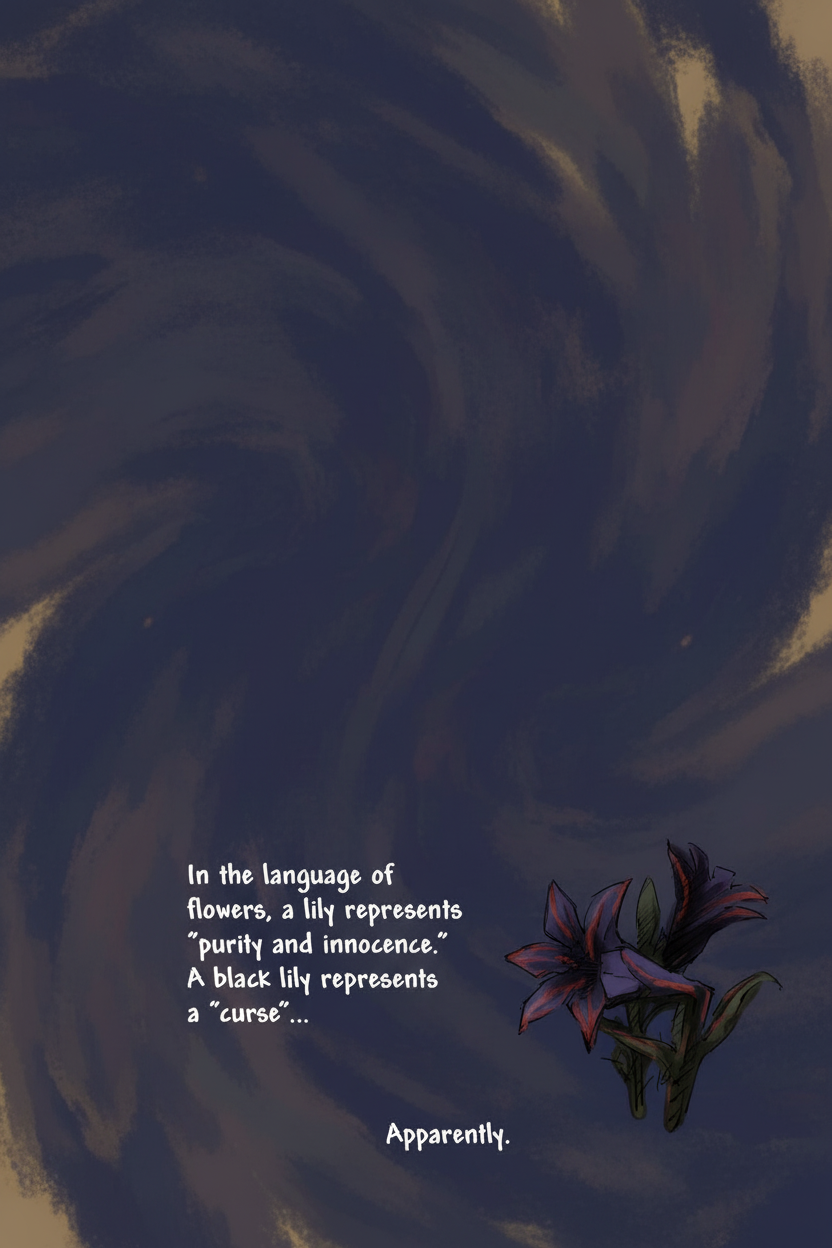 In the language of
flowers, a lily represents
"purity and innocence."
A black lily represents
a "curse"...
Apparently.